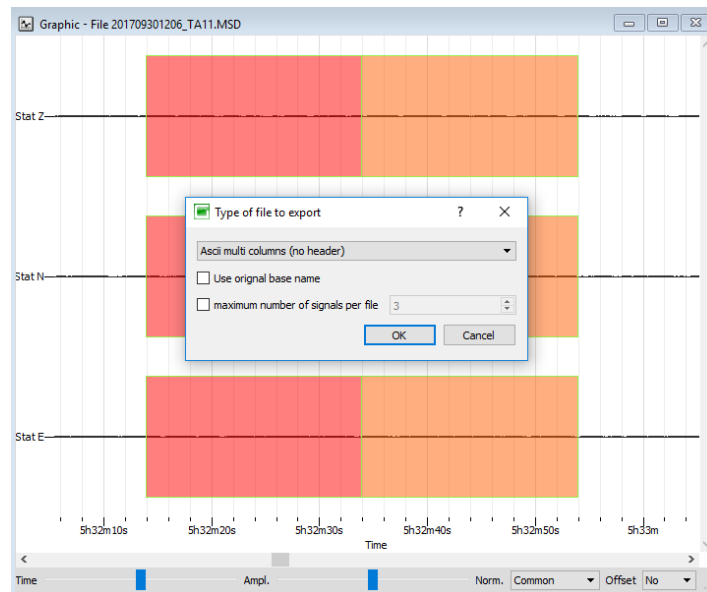 Graphic - File 201709301206_TA11.MSD
Stat Z
Type of file to export ?
Ascii multi columns (no header)
Use orignal base name
Stat N
maximum number of signals per file 3
OK Cancel
Stat E
5h32m10s 5h32m20s 5h32m30s 5h32m40s 5h32m50s 5h33m
Time
Time Ampl. Norm. Common Offset No